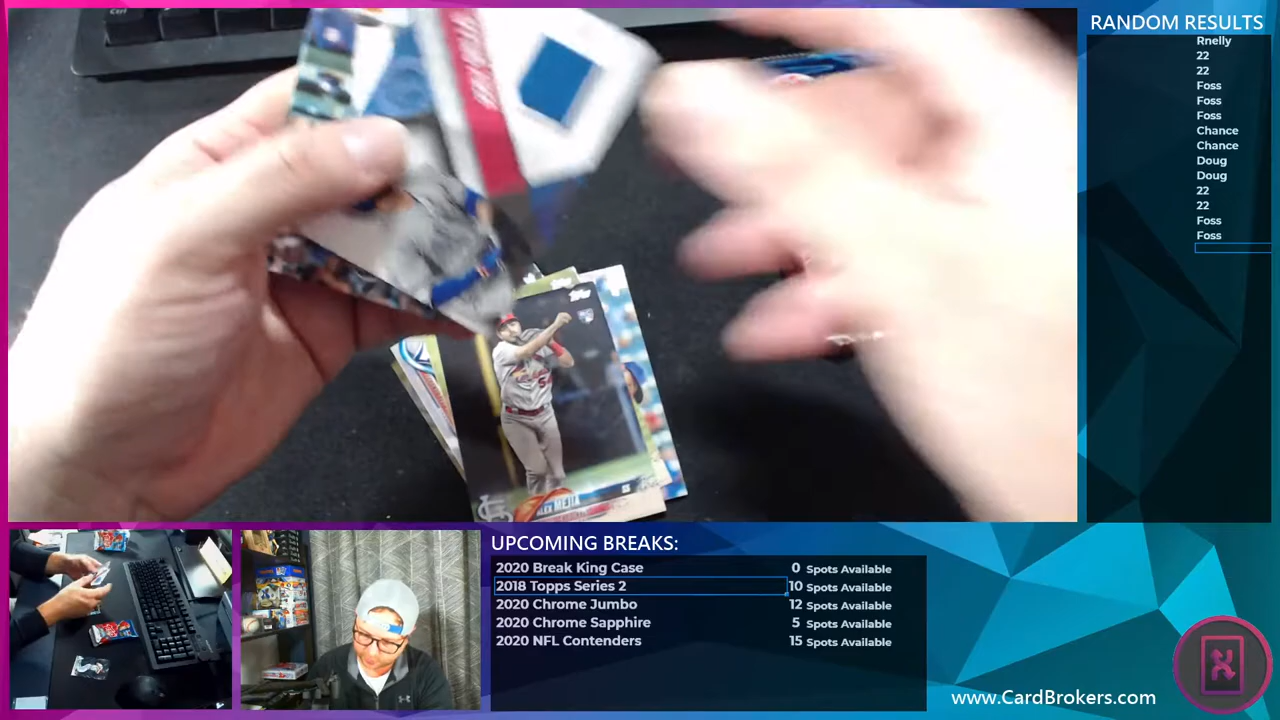 RANDOM RESULTS
Rnelly
22
22
Foss
Foss
Foss
Chance
Chance
Doug
Doug
22
22
Foss
Foss
Ctrl
topps
ALEX MEJIA
UPCOMING BREAKS:
2020 Break King Case 0 Spots Available
2018 Topps Series 2 10 Spots Available
2020 Chrome Jumbo 12 Spots Available
2020 Chrome Sapphire 5 Spots Available
2020 NFL Contenders 15 Spots Available
www.CardBrokers.com